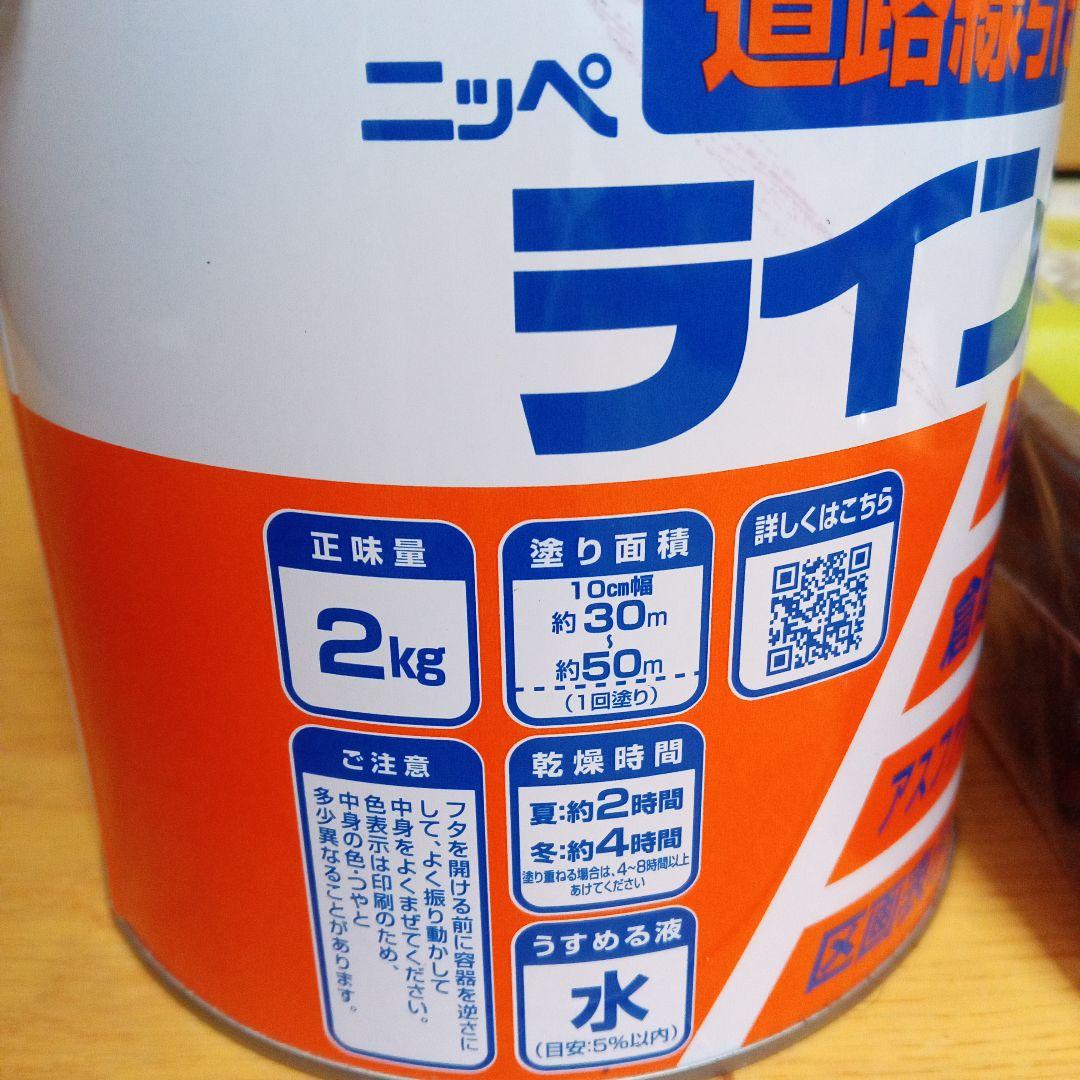 道路線引
ニッペ
ライン
正味量
2kg
塗り面積
10cm幅
約30m
~
約50m
(1回塗り)
詳しくはこちら
ご注意
フタを開ける前に容器を逆さに
して、よく振り動かして
中身をよくまぜてください。
色表示は印刷のため、
中身の色・つやと
多少異なることがあります。
乾燥時間
夏:約2時間
冬:約4時間
塗り重ねる場合は、4~8時間以上
あけてください
うすめる液
水
(目安:5%以内)
倉
アスファ
区画